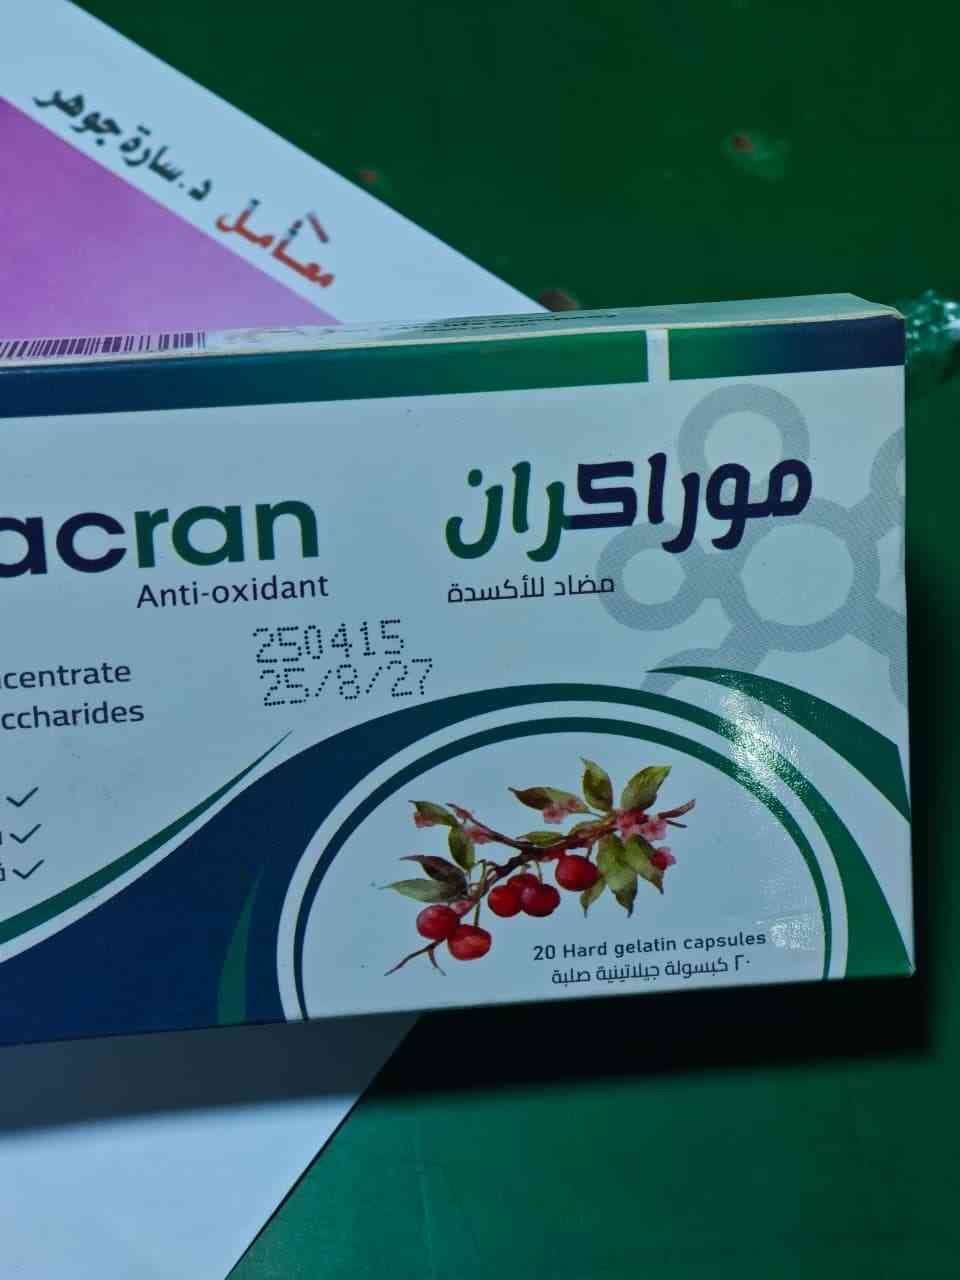 معامل د.سارة جوهر
acran
Anti-oxidant
موراكران
مضاد للأكسدة
250415
25/8/27
centrate
ccharides
20 Hard gelatin capsules
٢٠ كبسولة جيلاتينية صلبة